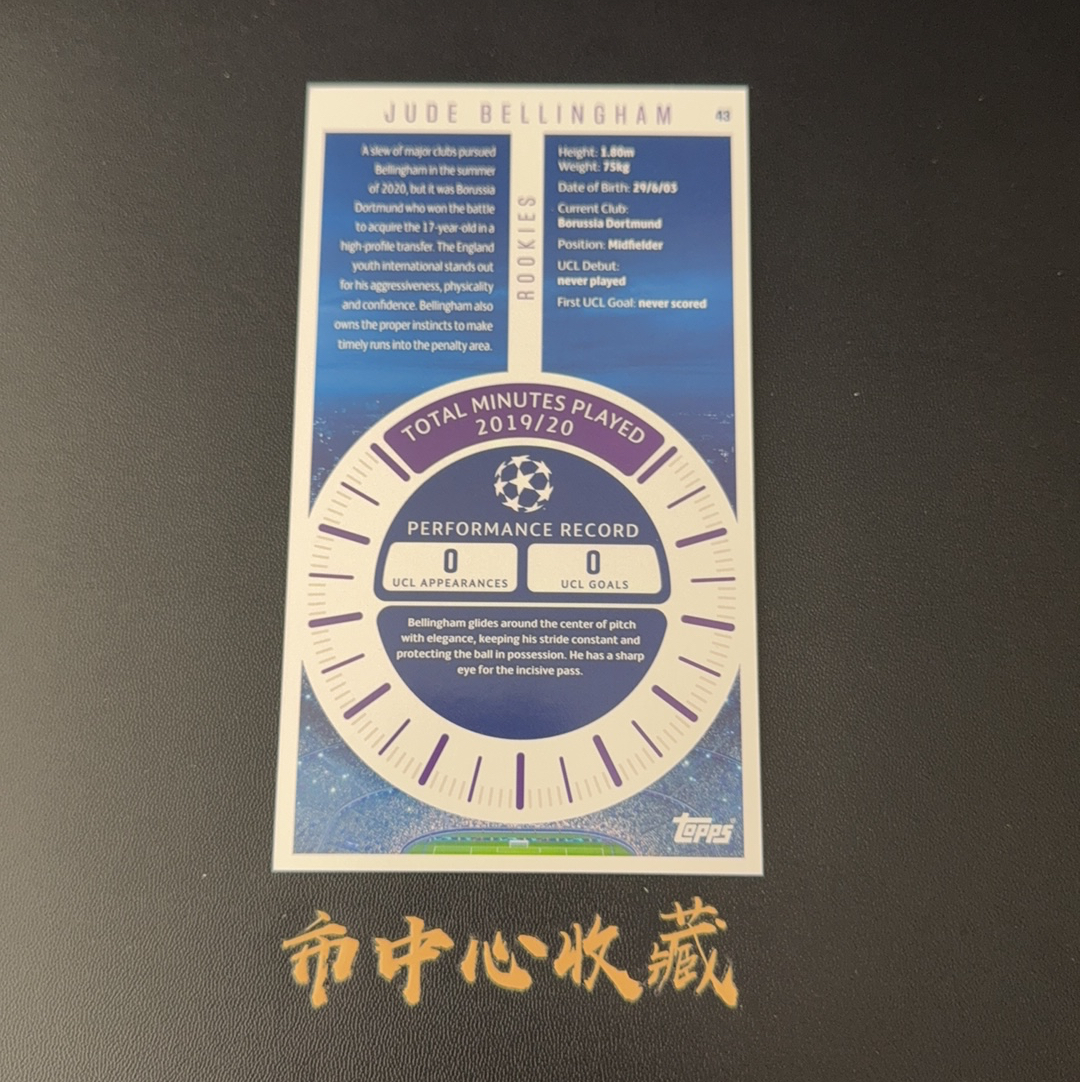 JUDE BELLINGHAM
43
A slew of major clubs pursued
Bellingham in the summer
of 2020, but it was Borussia
Dortmund who won the battle
to acquire the 17-year-old in a
high-profile transfer. The England
youth international stands out
for his aggressiveness, physicality
and confidence. Bellingham also
owns the proper instincts to make
timely runs into the penalty area.
ROOKIES
Height: 1.80m
Weight: 75kg
Date of Birth: 29/6/03
Current Club:
Borussia Dortmund
Position: Midfielder
UCL Debut:
never played
First UCL Goal: never scored
TOTAL MINUTES PLAYED
2019/20
PERFORMANCE RECORD
0
UCL APPEARANCES
0
UCL GOALS
Bellingham glides around the center of pitch
with elegance, keeping his stride constant and
protecting the ball in possession. He has a sharp
eye for the incisive pass.
topps
市中心收藏